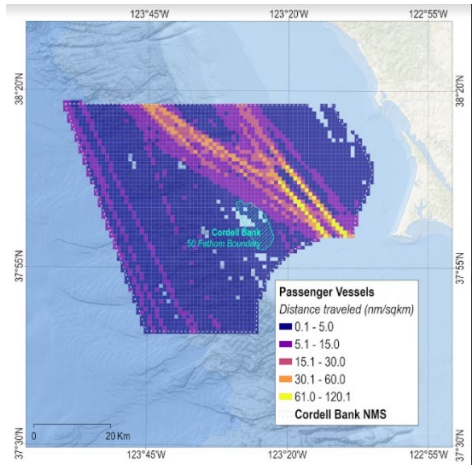 123°45'W 123°20'W 122°55'W
38°20'N 38°20'N
Cordell Bank
50 Fathom Boundary
37°55'N 37°55'N
Passenger Vessels
Distance traveled (nm/sqkm)
0.1 - 5.0
5.1 - 15.0
15.1 - 30.0
30.1 - 60.0
61.0 - 120.1
Cordell Bank NMS
0 20 Km
37°30'N 37°30'N
123°45'W 123°20'W 122°55'W